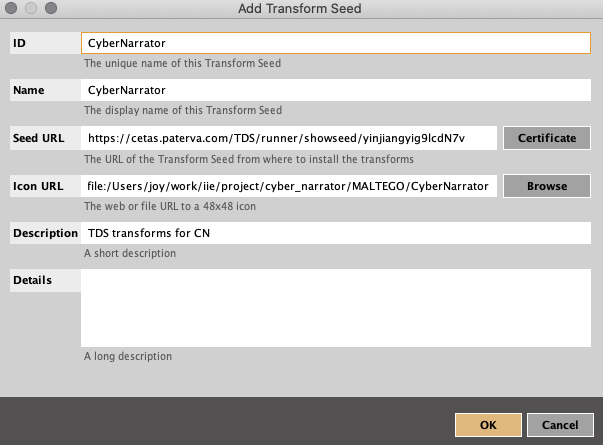 Add Transform Seed
ID CyberNarrator
The unique name of this Transform Seed
Name CyberNarrator
The display name of this Transform Seed
Seed URL https://cetas.paterva.com/TDS/runner/showseed/yinjiangyig9lcdN7v Certificate
The URL of the Transform Seed from where to install the transforms
Icon URL file:/Users/joy/work/iie/project/cyber_narrator/MALTEGO/CyberNarrator Browse
The web or file URL to a 48x48 icon
Description TDS transforms for CN
A short description
Details
A long description
OK Cancel